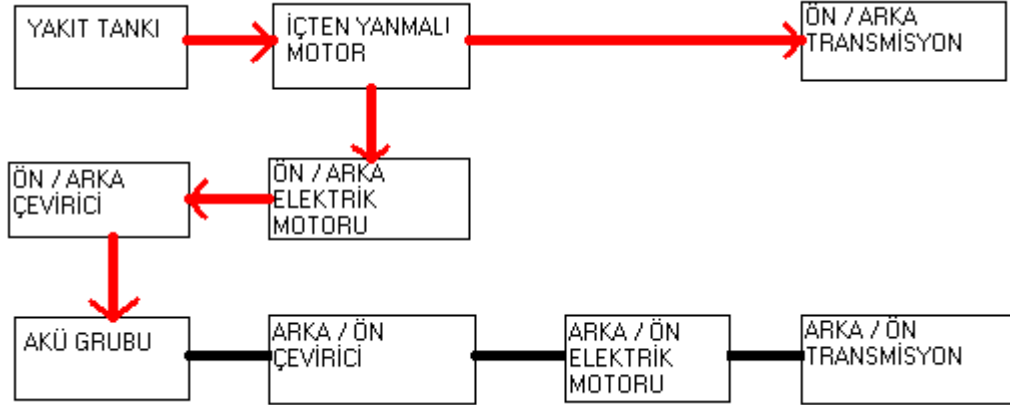 YAKIT TANKI
İÇTEN YANMALI
MOTOR
ÖN / ARKA
TRANSMİSYON
ÖN / ARKA
ÇEVİRİCİ
ÖN / ARKA
ELEKTRİK
MOTORU
AKÜ GRUBU
ARKA / ÖN
ÇEVİRİCİ
ARKA / ÖN
ELEKTRİK
MOTORU
ARKA / ÖN
TRANSMİSYON